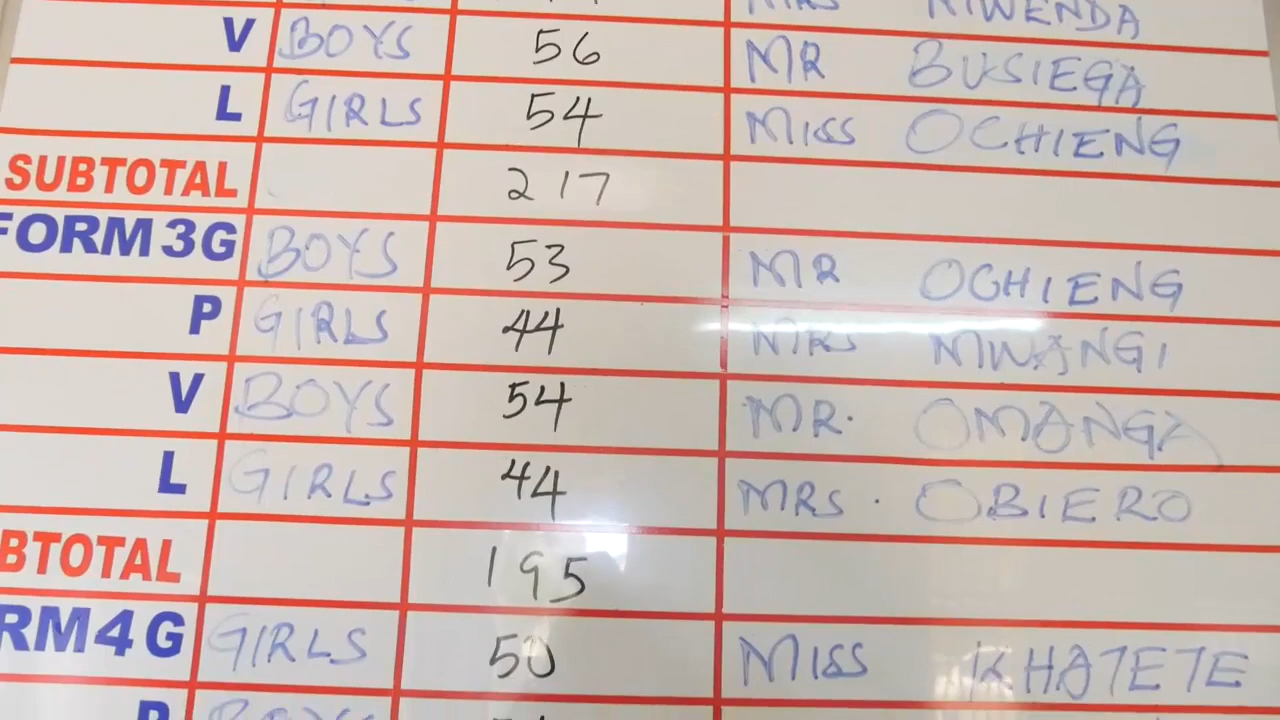 V BOYS 56 MR BUSIEGA
L GIRLS 54 MISS OCHIENG
SUBTOTAL 217
FORM 3G BOYS 53 MR OCHIENG
P GIRLS 44 MRS MWANGI
V BOYS 54 MR. OMANGA
L GIRLS 44 MRS. OBIERO
BTOTAL 195
RM 4 G GIRLS 50 MISS KHATETE